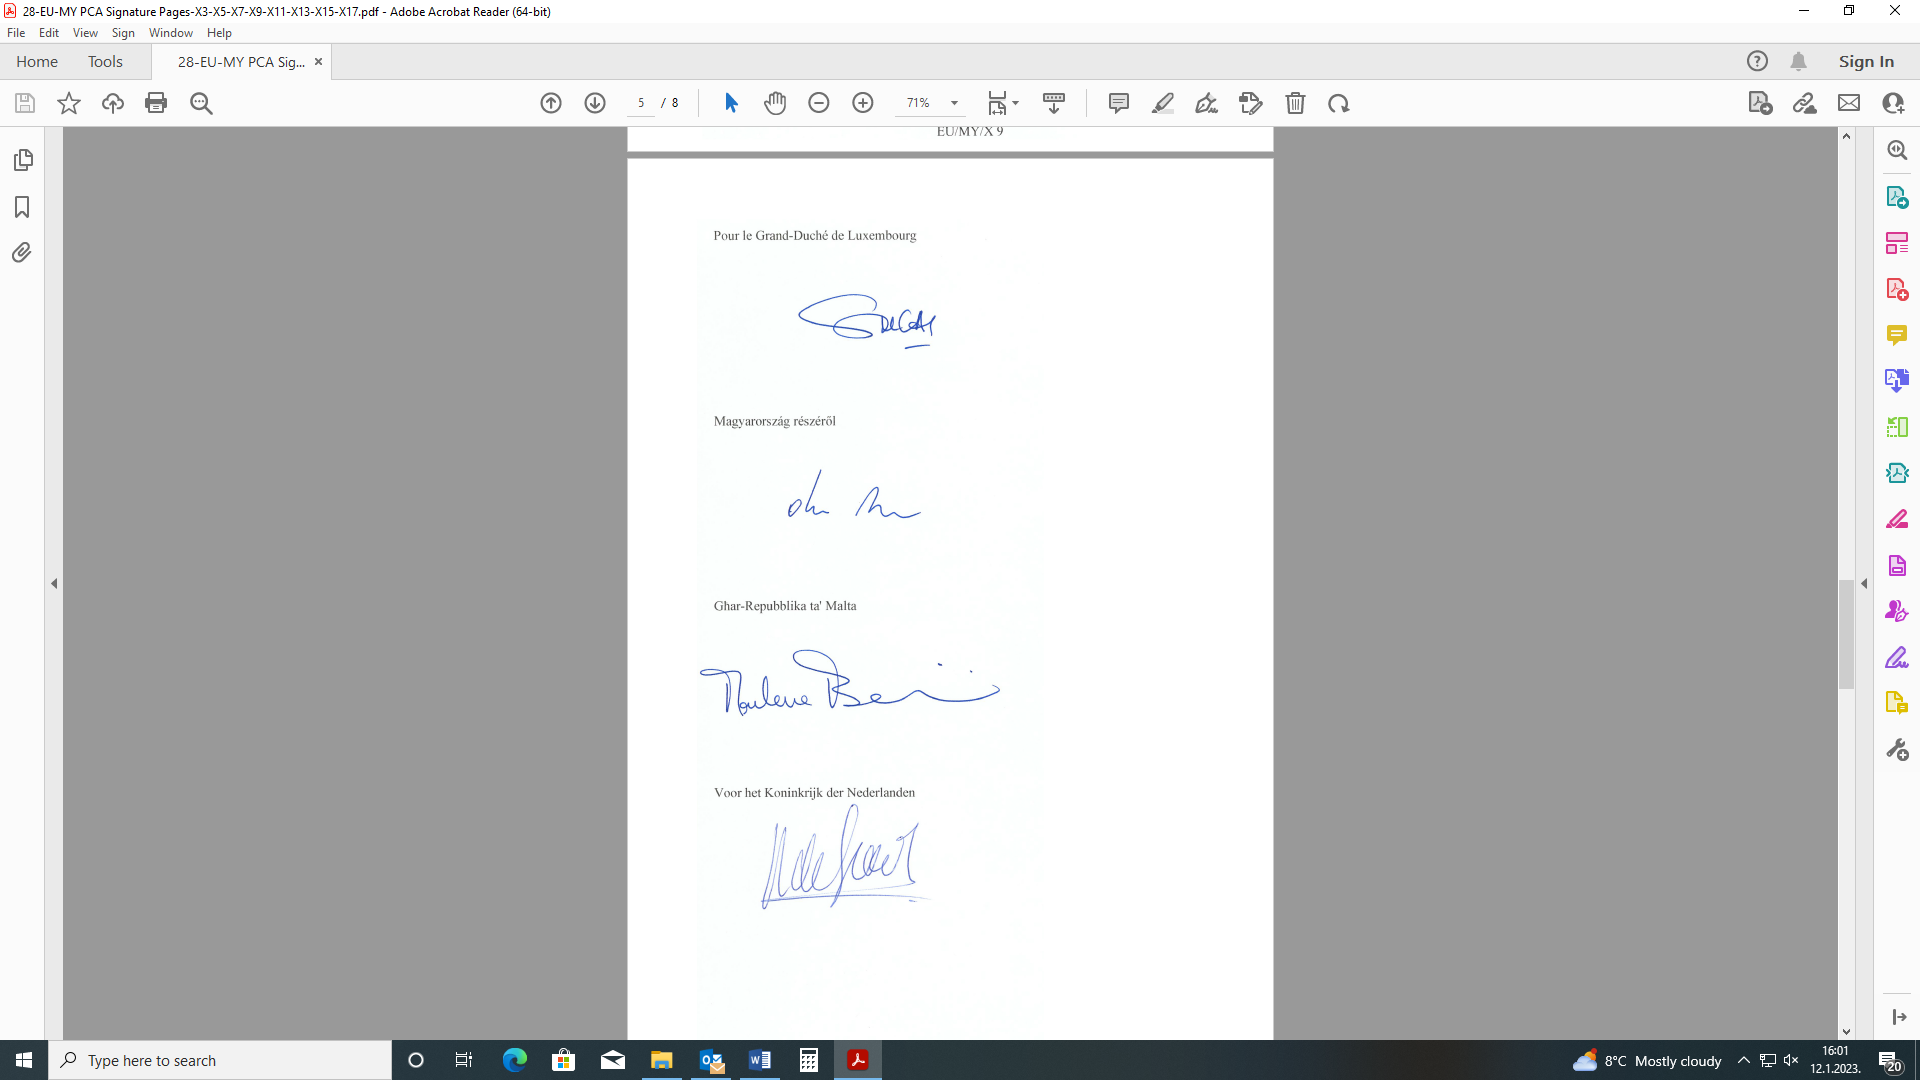 28-EU-MY PCA Signature Pages-X3-X5-X7-X9-X11-X13-X15-X17.pdf - Adobe Acrobat Reader (64-bit)
File Edit View Sign Window Help
Home Tools 28-EU-MY PCA Sig... Sign In
5 / 8 71%
EU/MY/X 9
Pour le Grand-Duché de Luxembourg
Magyarország részéről
Ghar-Repubblika ta' Malta
Marlene
Voor het Koninkrijk der Nederlanden
Type here to search
8°C Mostly cloudy
16:01
12.1.2023.
20